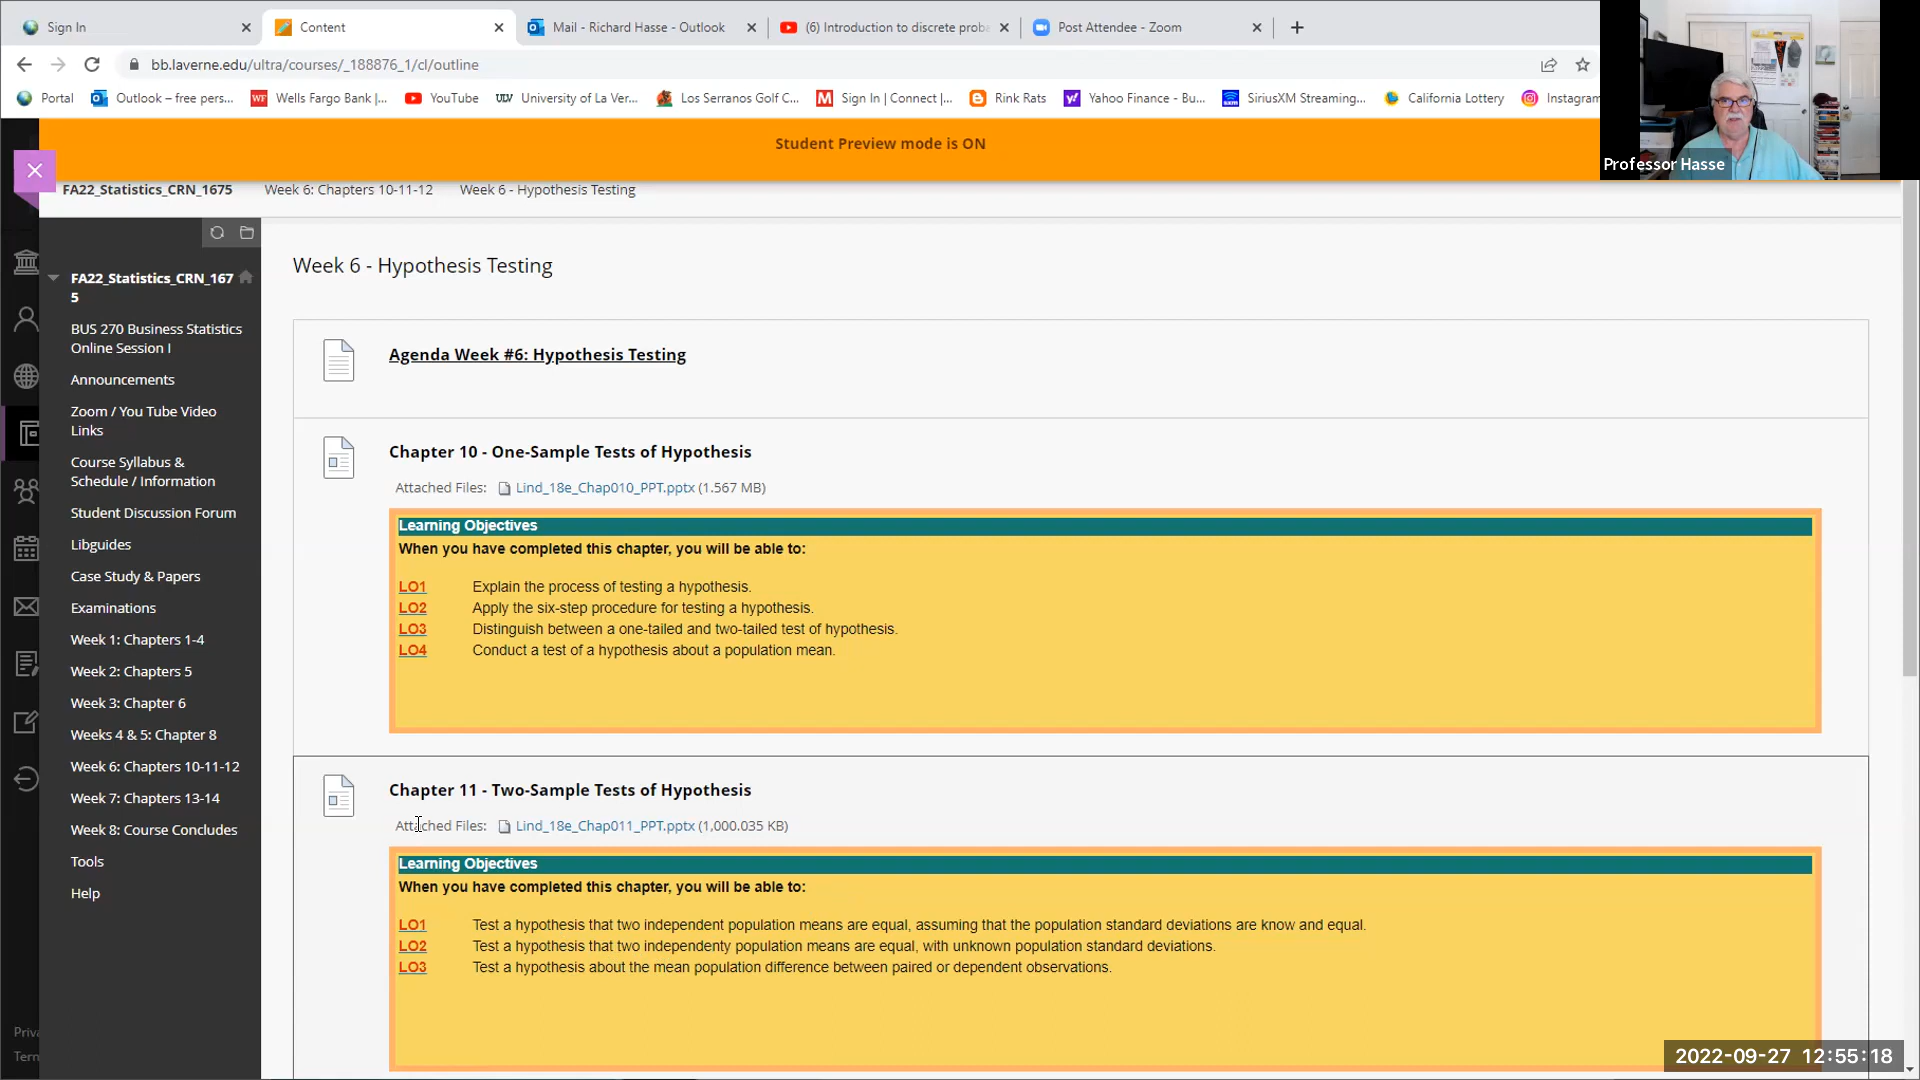 Sign In
Content
Mail - Richard Hasse - Outlook
(6) Introduction to discrete proba
Post Attendee - Zoom
bb.laverne.edu/ultra/courses/_188876_1/cl/outline
Portal
Outlook – free pers...
Wells Fargo Bank |...
YouTube
University of La Ver...
Los Serranos Golf C...
Sign In | Connect |...
Rink Rats
Yahoo Finance - Bu...
SiriusXM Streaming...
California Lottery
Instagram
Professor Hasse
Student Preview mode is ON
FA22_Statistics_CRN_1675
Week 6: Chapters 10-11-12
Week 6 - Hypothesis Testing
FA22_Statistics_CRN_167
5
BUS 270 Business Statistics
Online Session I
Announcements
Zoom / You Tube Video
Links
Course Syllabus &
Schedule / Information
Student Discussion Forum
Libguides
Case Study & Papers
Examinations
Week 1: Chapters 1-4
Week 2: Chapters 5
Week 3: Chapter 6
Weeks 4 & 5: Chapter 8
Week 6: Chapters 10-11-12
Week 7: Chapters 13-14
Week 8: Course Concludes
Tools
Help
Priva
Term
Week 6 - Hypothesis Testing
Agenda Week #6: Hypothesis Testing
Chapter 10 - One-Sample Tests of Hypothesis
Attached Files: Lind_18e_Chap010_PPT.pptx (1.567 MB)
Learning Objectives
When you have completed this chapter, you will be able to:
LO1 Explain the process of testing a hypothesis.
LO2 Apply the six-step procedure for testing a hypothesis.
LO3 Distinguish between a one-tailed and two-tailed test of hypothesis.
LO4 Conduct a test of a hypothesis about a population mean.
Chapter 11 - Two-Sample Tests of Hypothesis
Attached Files: Lind_18e_Chap011_PPT.pptx (1,000.035 KB)
Learning Objectives
When you have completed this chapter, you will be able to:
LO1 Test a hypothesis that two independent population means are equal, assuming that the population standard deviations are know and equal.
LO2 Test a hypothesis that two independenty population means are equal, with unknown population standard deviations.
LO3 Test a hypothesis about the mean population difference between paired or dependent observations.
2022-09-27 12:55:18